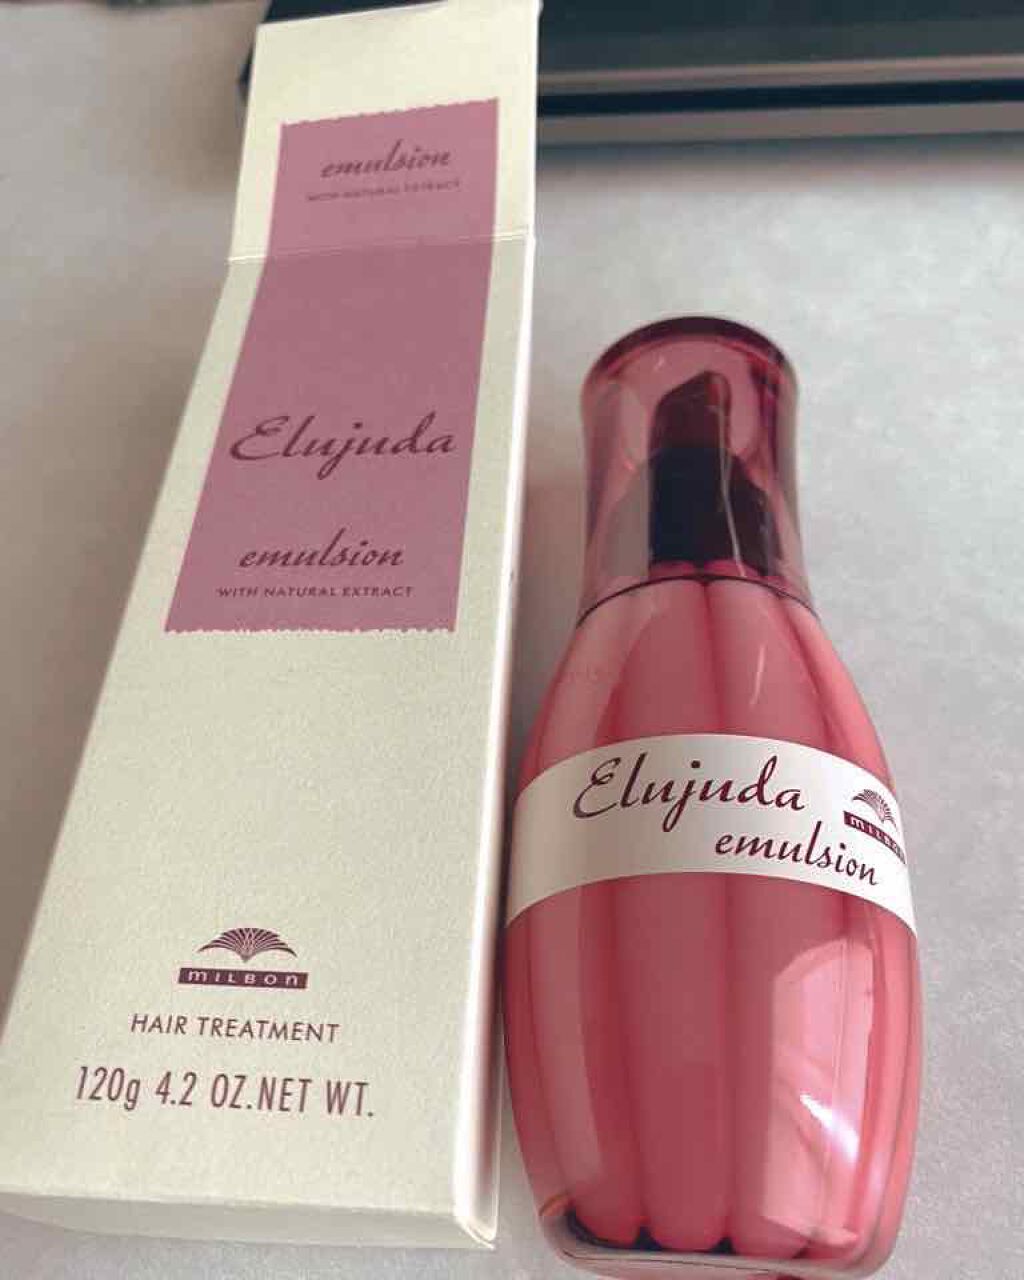 emulsion
WITH NATURAL EXTRACT
Elujuda
emulsion
WITH NATURAL EXTRACT
MILBON
HAIR TREATMENT
120g 4.2 OZ.NET WT.
Elujuda
emulsion
MILBON